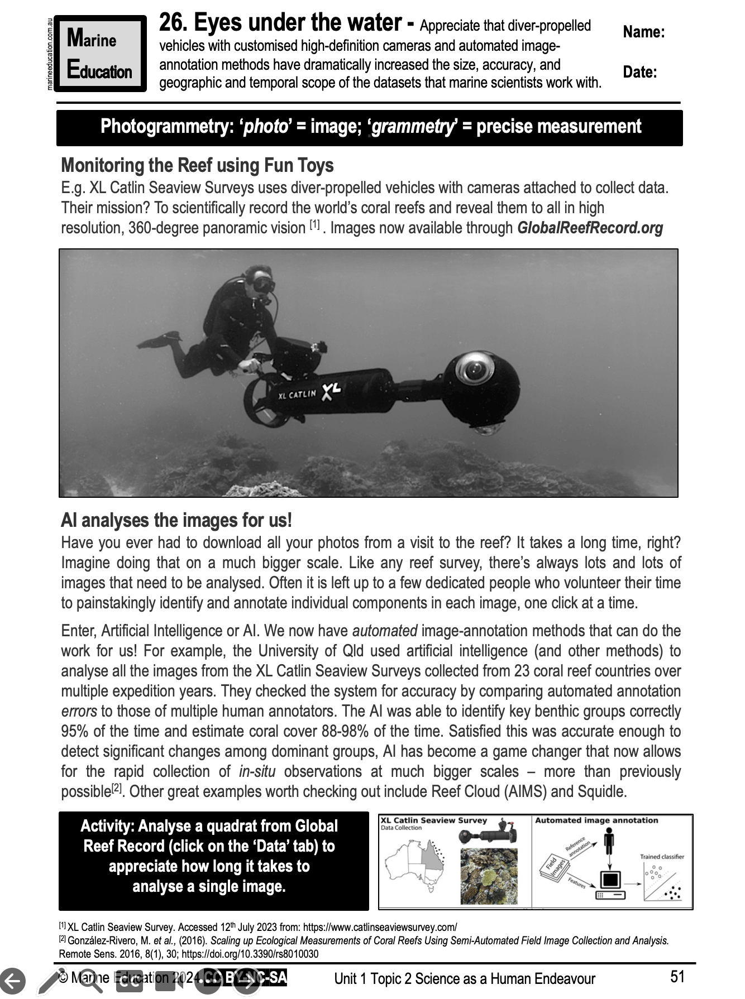 marineeducation.com.au
Marine
Education
26. Eyes under the water - Appreciate that diver-propelled
vehicles with customised high-definition cameras and automated image-
annotation methods have dramatically increased the size, accuracy, and
geographic and temporal scope of the datasets that marine scientists work with.
Name:
Date:
Photogrammetry: ‘photo’ = image; ‘grammetry’ = precise measurement
Monitoring the Reef using Fun Toys
E.g. XL Catlin Seaview Surveys uses diver-propelled vehicles with cameras attached to collect data.
Their mission? To scientifically record the world’s coral reefs and reveal them to all in high
resolution, 360-degree panoramic vision [1] . Images now available through GlobalReefRecord.org
XL CATLIN XL
AI analyses the images for us!
Have you ever had to download all your photos from a visit to the reef? It takes a long time, right?
Imagine doing that on a much bigger scale. Like any reef survey, there’s always lots and lots of
images that need to be analysed. Often it is left up to a few dedicated people who volunteer their time
to painstakingly identify and annotate individual components in each image, one click at a time.
Enter, Artificial Intelligence or AI. We now have automated image-annotation methods that can do the
work for us! For example, the University of Qld used artificial intelligence (and other methods) to
analyse all the images from the XL Catlin Seaview Surveys collected from 23 coral reef countries over
multiple expedition years. They checked the system for accuracy by comparing automated annotation
errors to those of multiple human annotators. The AI was able to identify key benthic groups correctly
95% of the time and estimate coral cover 88-98% of the time. Satisfied this was accurate enough to
detect significant changes among dominant groups, AI has become a game changer that now allows
for the rapid collection of in-situ observations at much bigger scales – more than previously
possible[2]. Other great examples worth checking out include Reef Cloud (AIMS) and Squidle.
Activity: Analyse a quadrat from Global
Reef Record (click on the ‘Data’ tab) to
appreciate how long it takes to
analyse a single image.
XL Catlin Seaview Survey
Data Collection
Automated image annotation
Reference
annotation
Field
Images
Features
Trained classifier
[1] XL Catlin Seaview Survey. Accessed 12th July 2023 from: https://www.catlinseaviewsurvey.com/
[2] González-Rivero, M. et al., (2016). Scaling up Ecological Measurements of Coral Reefs Using Semi-Automated Field Image Collection and Analysis.
Remote Sens. 2016, 8(1), 30; https://doi.org/10.3390/rs8010030
© Marine Education 2024 CC BY-NC-SA
CC
Unit 1 Topic 2 Science as a Human Endeavour
51